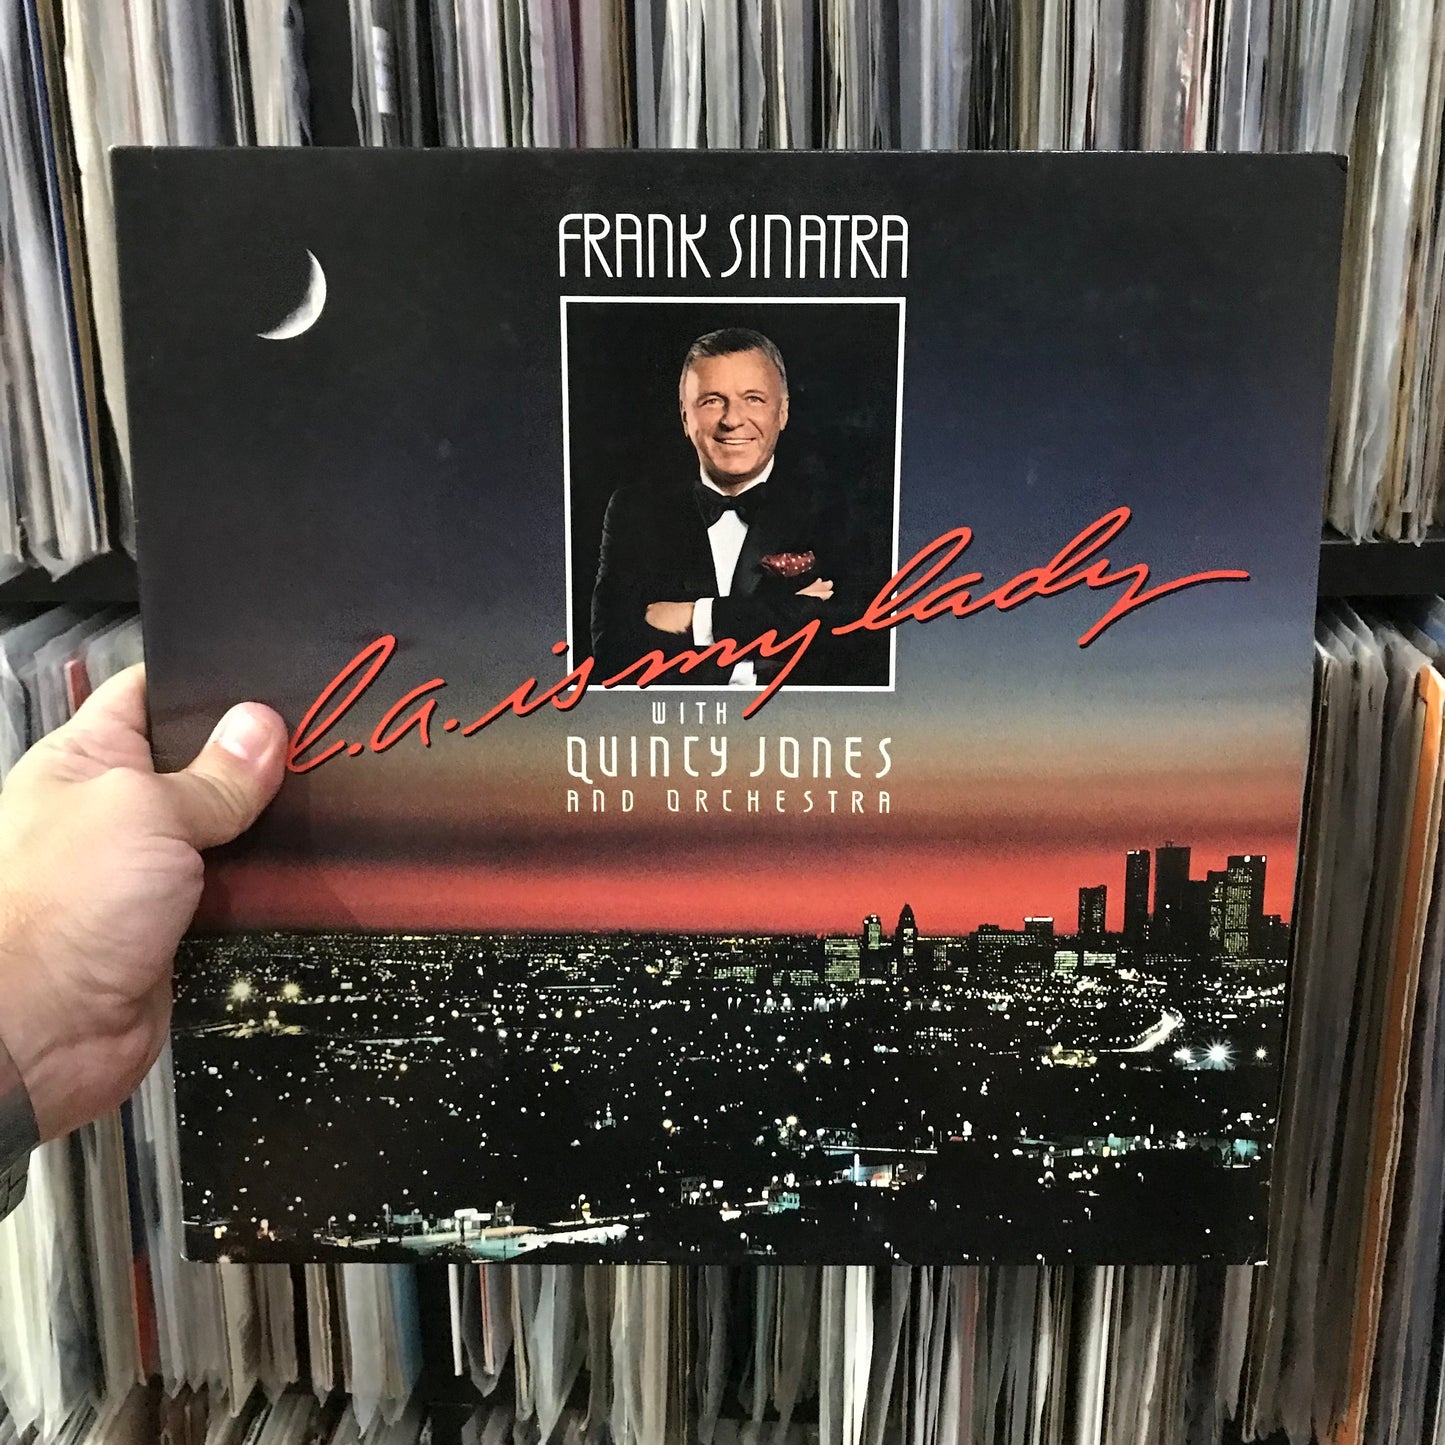 FRANK SINATRA
l.a. is my lady
WITH
QUINCY JONES
AND ORCHESTRA